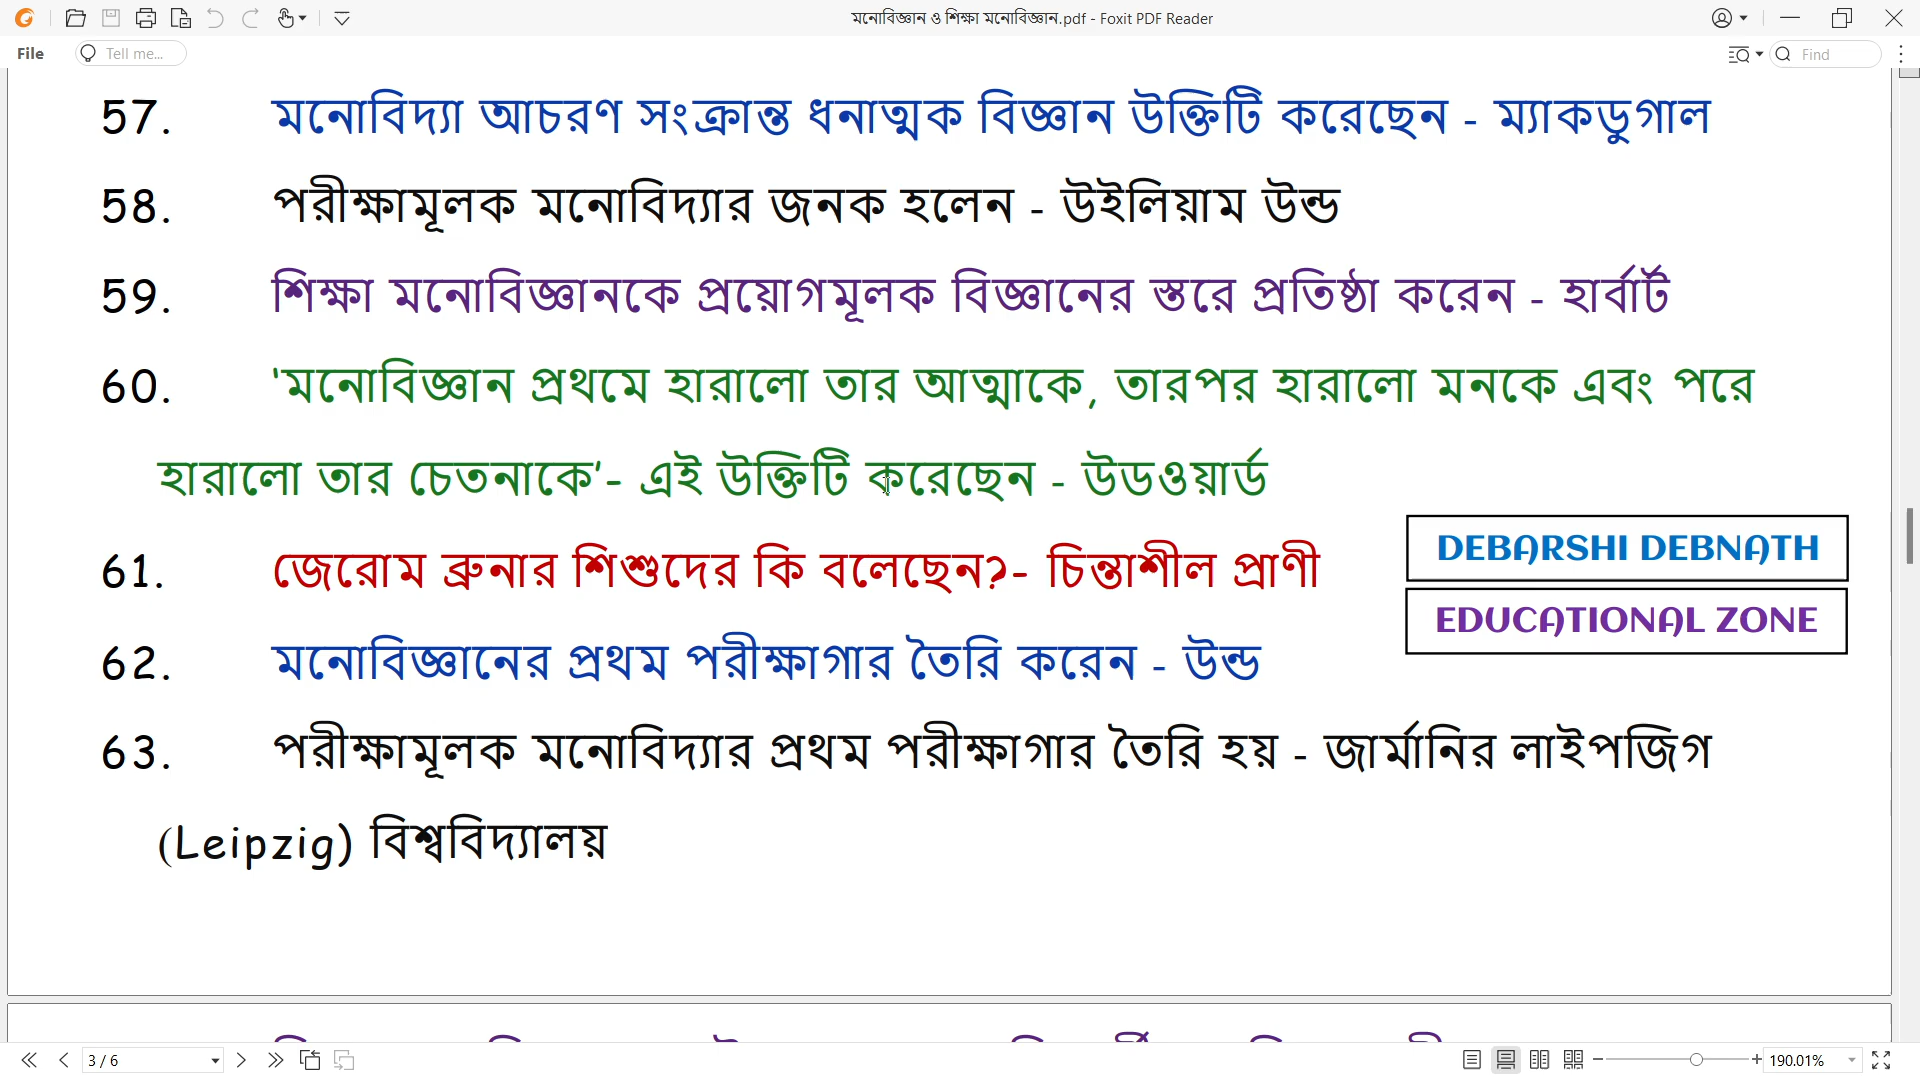 মনোবিজ্ঞান ও শিক্ষা মনোবিজ্ঞান.pdf - Foxit PDF Reader
File
Tell me...
Find
57. মনোবিদ্যা আচরণ সংক্রান্ত ধনাত্মক বিজ্ঞান উক্তিটি করেছেন - ম্যাকডুগাল
58. পরীক্ষামূলক মনোবিদ্যার জনক হলেন - উইলিয়াম উন্ড
59. শিক্ষা মনোবিজ্ঞানকে প্রয়োগমূলক বিজ্ঞানের স্তরে প্রতিষ্ঠা করেন - হার্বার্ট
60. ‘মনোবিজ্ঞান প্রথমে হারালো তার আত্মাকে, তারপর হারালো মনকে এবং পরে
হারালো তার চেতনাকে’- এই উক্তিটি করেছেন - উডওয়ার্ড
61. জেরোম ব্রুনার শিশুদের কি বলেছেন?- চিন্তাশীল প্রাণী
DEBARSHI DEBNATH
EDUCATIONAL ZONE
62. মনোবিজ্ঞানের প্রথম পরীক্ষাগার তৈরি করেন - উন্ড
63. পরীক্ষামূলক মনোবিদ্যার প্রথম পরীক্ষাগার তৈরি হয় - জার্মানির লাইপজিগ
(Leipzig) বিশ্ববিদ্যালয়
3 / 6
190.01%